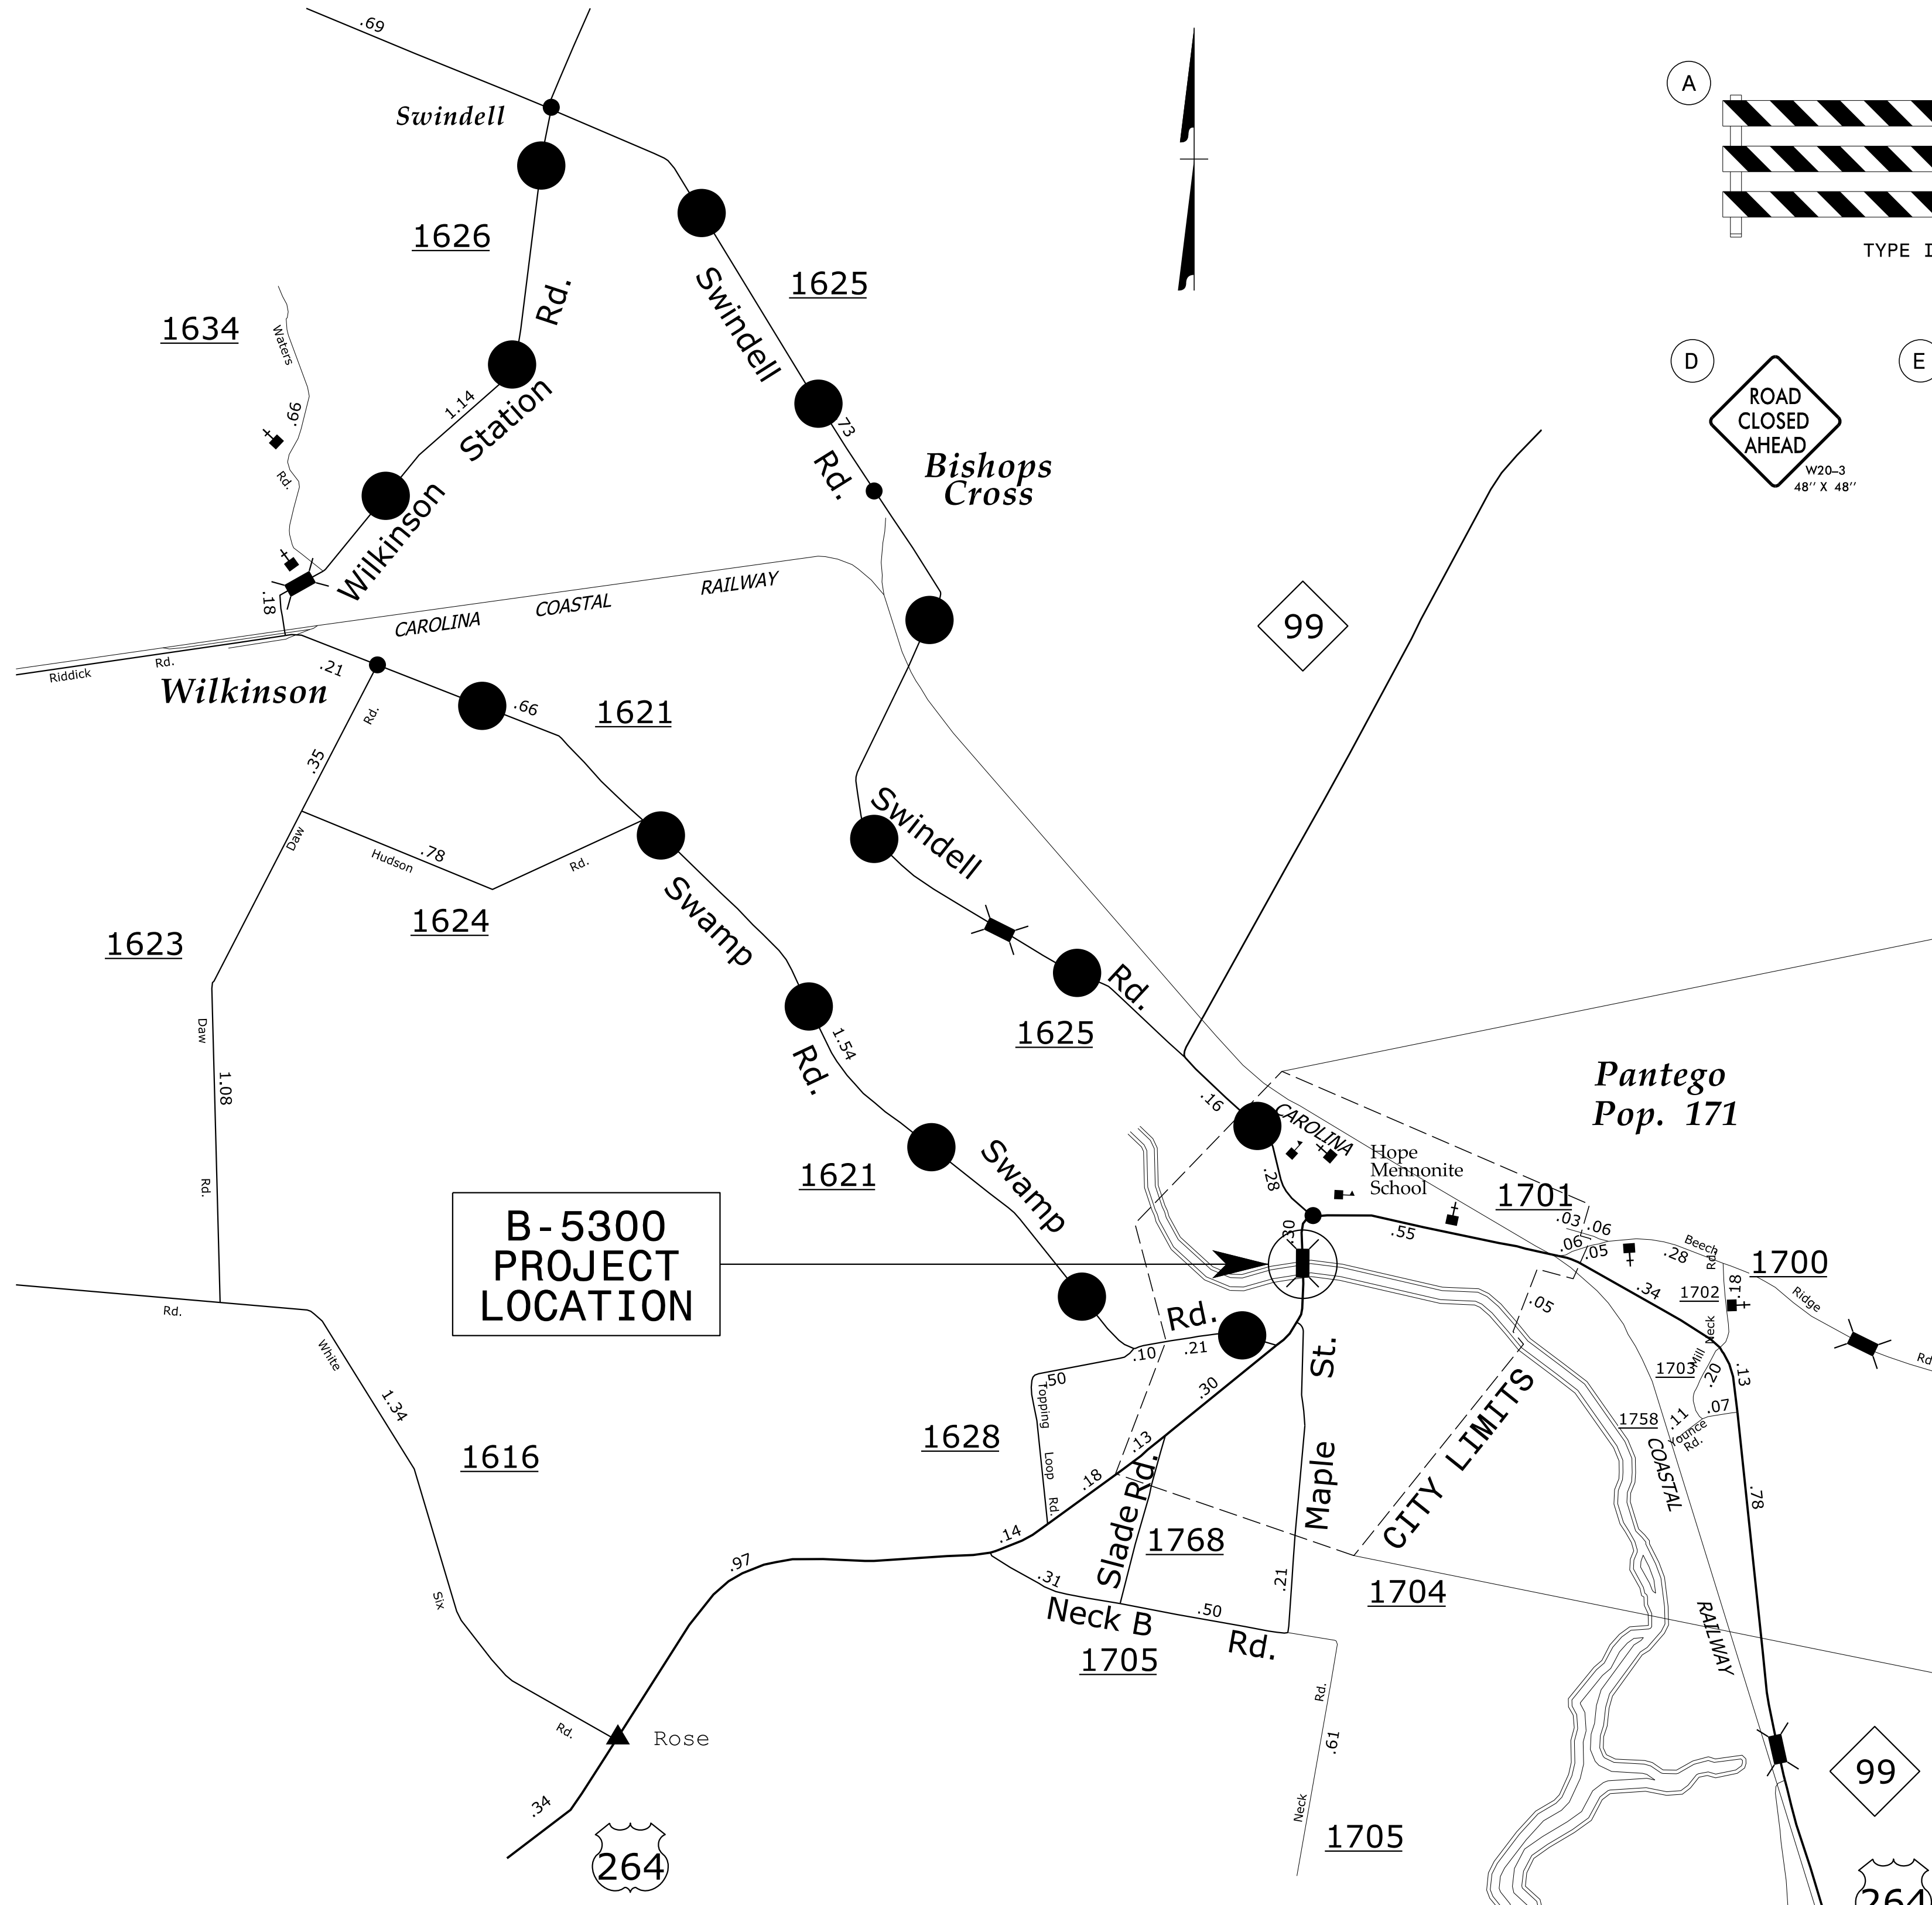 .69
Swindell
A
TYPE I
1626
Rd.
1625
Swindell
1634
Waters
.69
Rd.
1.14
Station
Wilkinson
73
Rd.
Bishops
Cross
D
E
ROAD
CLOSED
AHEAD
W20-3
48'' X 48''
.18
CAROLINA COASTAL RAILWAY
99
Riddick Rd.
.21
Wilkinson
Rd.
.66
1621
.35
Daw
.78
Hudson Rd.
1624
1623
Swamp
Swindell
Rd.
1625
Daw
1.08
Rd.
1.54
Rd.
1621
Swamp
.16
CAROLINA
Pantego
Pop. 171
Hope
Mennonite
School
.28
.30
.55
1701
.03
.06
.06
.05
Beech
.28
Rd.
1700
1702
.18
Ridge
Rd
.34
.05
B-5300
PROJECT
LOCATION
Rd.
.10
.21
Rd.
White
1.34
Six
Rd.
1616
.50
Topping
Loop
Rd.
1628
.30
.13
.18
.14
.97
Maple St.
Slade Rd.
1768
CITY LIMITS
1703
Mill
Neck
.20
.13
1758
.11
.07
Younce
Rd.
COASTAL
.78
.31
Neck B
.50
Rd.
1705
.21
1704
RAILWAY
Rose
.34
264
Rd.
.61
Neck
1705
99
264